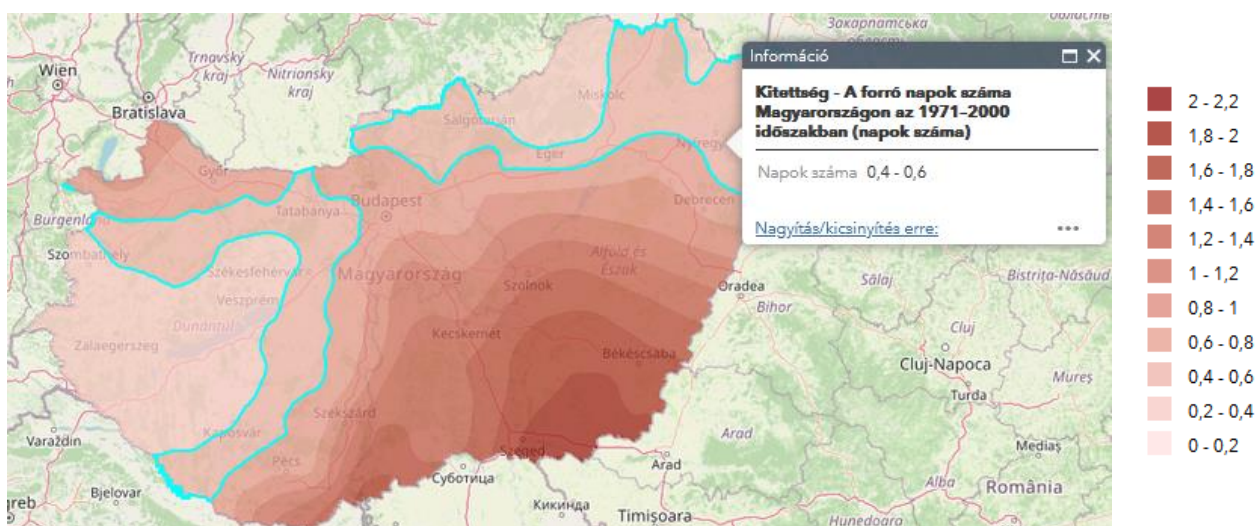 Wien
Bratislava
Trnavský
kraj
Nitriansky
kraj
Закарпатська
область
Miskolc
Salgótarján
Eger
Nyíregy
Győr
Tatabánya
Budapest
Debrecen
Burgenland
Szombathely
Székesfehérvár
Magyarország
Alföld és
Észak
Veszprém
Szolnok
Oradea
Bihor
Sălaj
Bistrița-Năsăud
Dunántúl
Zalaegerszeg
Kecskemét
Békéscsaba
Cluj
Cluj-Napoca
Mureș
Turda
Szekszárd
Kaposvár
Varaždin
Pécs
Szeged
Arad
Arad
Mediaș
Суботица
Bjelovar
greb
Кикинда
Timișoara
Alba
România
Hunedoara
Információ
Kitettség - A forró napok száma
Magyarországon az 1971–2000
időszakban (napok száma)
Napok száma 0,4 - 0,6
Nagyítás/kicsinyítés erre:
2 - 2,2
1,8 - 2
1,6 - 1,8
1,4 - 1,6
1,2 - 1,4
1 - 1,2
0,8 - 1
0,6 - 0,8
0,4 - 0,6
0,2 - 0,4
0 - 0,2